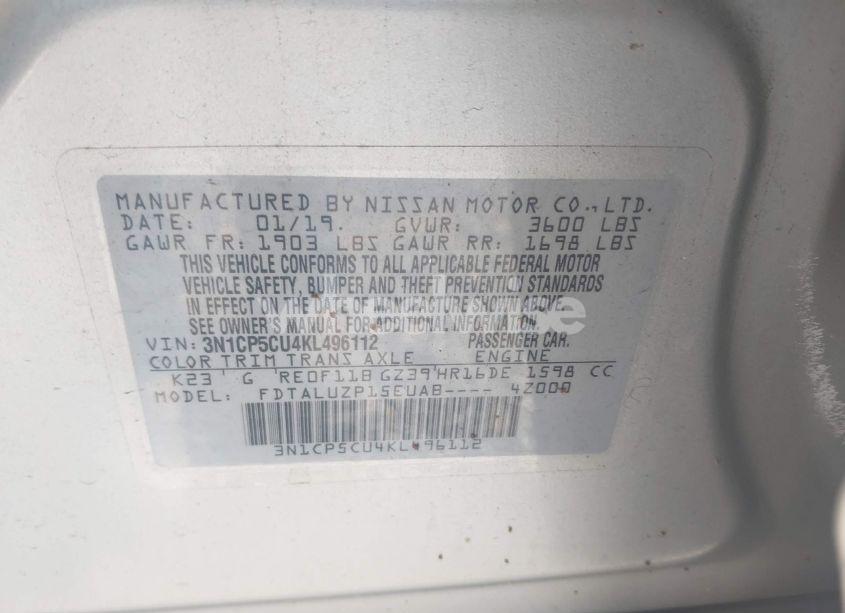 MANUFACTURED BY NISSAN MOTOR CO., LTD.
DATE: 01/19. GVWR: 3600 LBS
GAWR FR: 1903 LBS GAWR RR: 1698 LBS
THIS VEHICLE CONFORMS TO ALL APPLICABLE FEDERAL MOTOR
VEHICLE SAFETY, BUMPER AND THEFT PREVENTION STANDARDS
IN EFFECT ON THE DATE OF MANUFACTURE SHOWN ABOVE.
SEE OWNER'S MANUAL FOR ADDITIONAL INFORMATION.
VIN: 3N1CP5CU4KL496112 PASSENGER CAR.
COLOR TRIM TRANS AXLE ENGINE
K23 G RE0F11B GZ39 HR16DE 1598 CC
MODEL: FDTALUZP15EUAB---- 4Z000
3N1CP5CU4KL496112